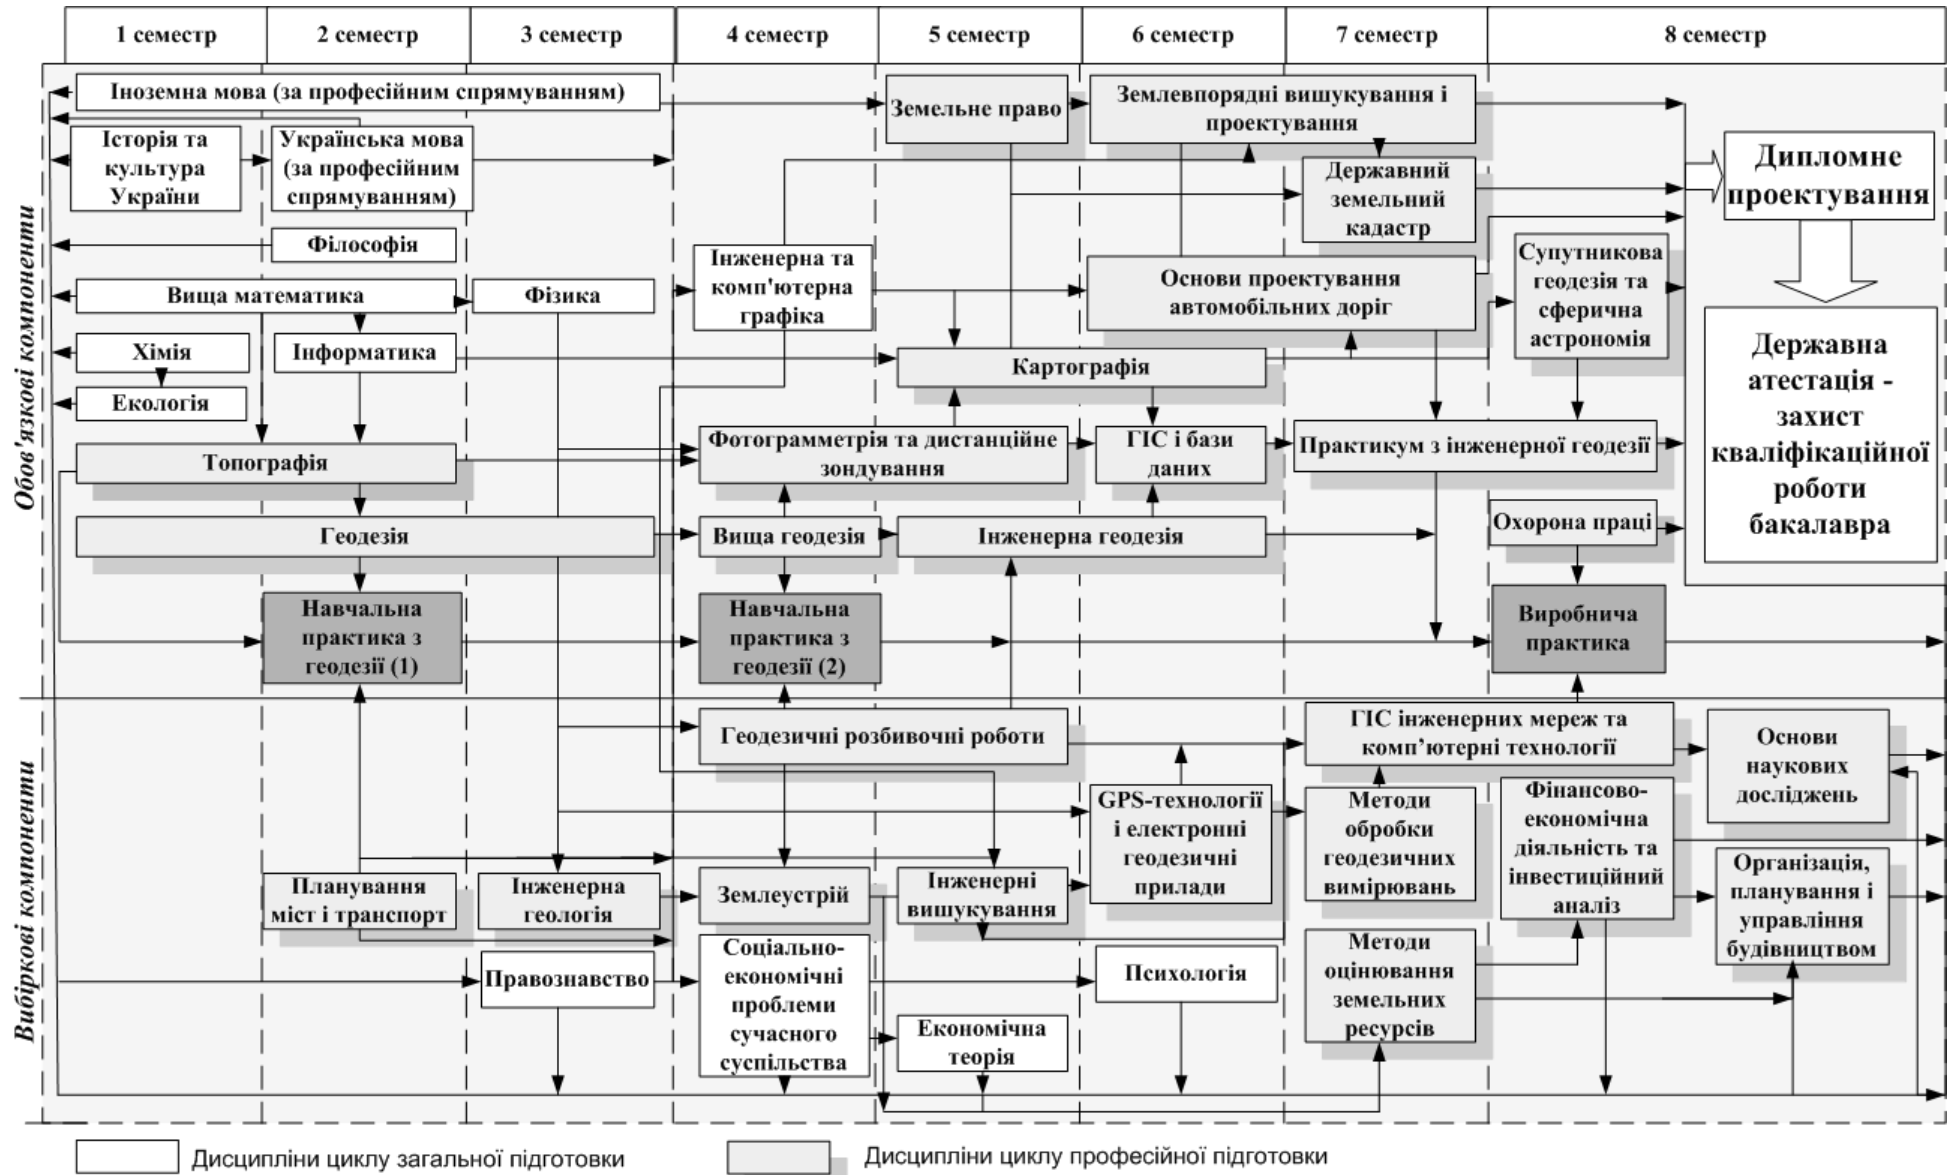 1 семестр
2 семестр
3 семестр
4 семестр
5 семестр
6 семестр
7 семестр
8 семестр
Обов'язкові компоненти
Іноземна мова (за професійним спрямуванням)
Земельне право
Землевпорядні вишукування і
проектування
Історія та
культура
України
Українська мова
(за професійним
спрямуванням)
Державний
земельний
кадастр
Дипломне
проектування
Філософія
Інженерна та
комп'ютерна
графіка
Основи проектування
автомобільних доріг
Супутникова
геодезія та
сферична
астрономія
Вища математика
Фізика
Хімія
Інформатика
Картографія
Державна
атестація -
захист
кваліфікаційної
роботи
бакалавра
Екологія
Топографія
Фотограмметрія та дистанційне
зондування
ГІС і бази
даних
Практикум з інженерної геодезії
Геодезія
Вища геодезія
Інженерна геодезія
Охорона праці
Навчальна
практика з
геодезії (1)
Навчальна
практика з
геодезії (2)
Виробнича
практика
Вибіркові компоненти
Геодезичні розбивочні роботи
ГІС інженерних мереж та
комп’ютерні технології
Основи
наукових
досліджень
GPS-технології
і електронні
геодезичні
прилади
Методи
обробки
геодезичних
вимірювань
Фінансово-
економічна
діяльність та
інвестиційний
аналіз
Організація,
планування і
управління
будівництвом
Планування
міст і транспорт
Інженерна
геологія
Землеустрій
Інженерні
вишукування
Правознавство
Соціально-
економічні
проблеми
сучасного
суспільства
Психологія
Методи
оцінювання
земельних
ресурсів
Економічна
теорія
Дисципліни циклу загальної підготовки
Дисципліни циклу професійної підготовки